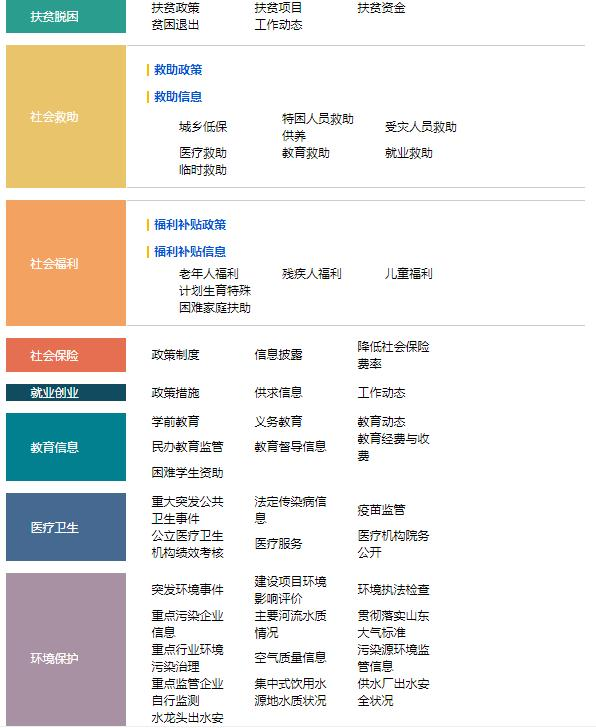 扶贫脱困
扶贫政策 扶贫项目 扶贫资金
贫困退出 工作动态
社会救助
救助政策
救助信息
城乡低保 特困人员救助供养 受灾人员救助
医疗救助 教育救助 就业救助
临时救助
社会福利
福利补贴政策
福利补贴信息
老年人福利 残疾人福利 儿童福利
计划生育特殊
困难家庭扶助
社会保险
政策制度 信息披露 降低社会保险费率
就业创业
政策措施 供求信息 工作动态
教育信息
学前教育 义务教育 教育动态
民办教育监管 教育督导信息 教育经费与收费
困难学生资助
医疗卫生
重大突发公共卫生事件 法定传染病信息 疫苗监管
公立医疗卫生机构绩效考核 医疗服务 医疗机构院务公开
环境保护
突发环境事件 建设项目环境影响评价 环境执法检查
重点污染企业信息 主要河流水质情况 贯彻落实山东大气标准
重点行业环境污染治理 空气质量信息 污染源环境监管信息
重点监管企业自行监测 集中式饮用水源地水质状况 供水厂出水安全状况
水龙头出水安